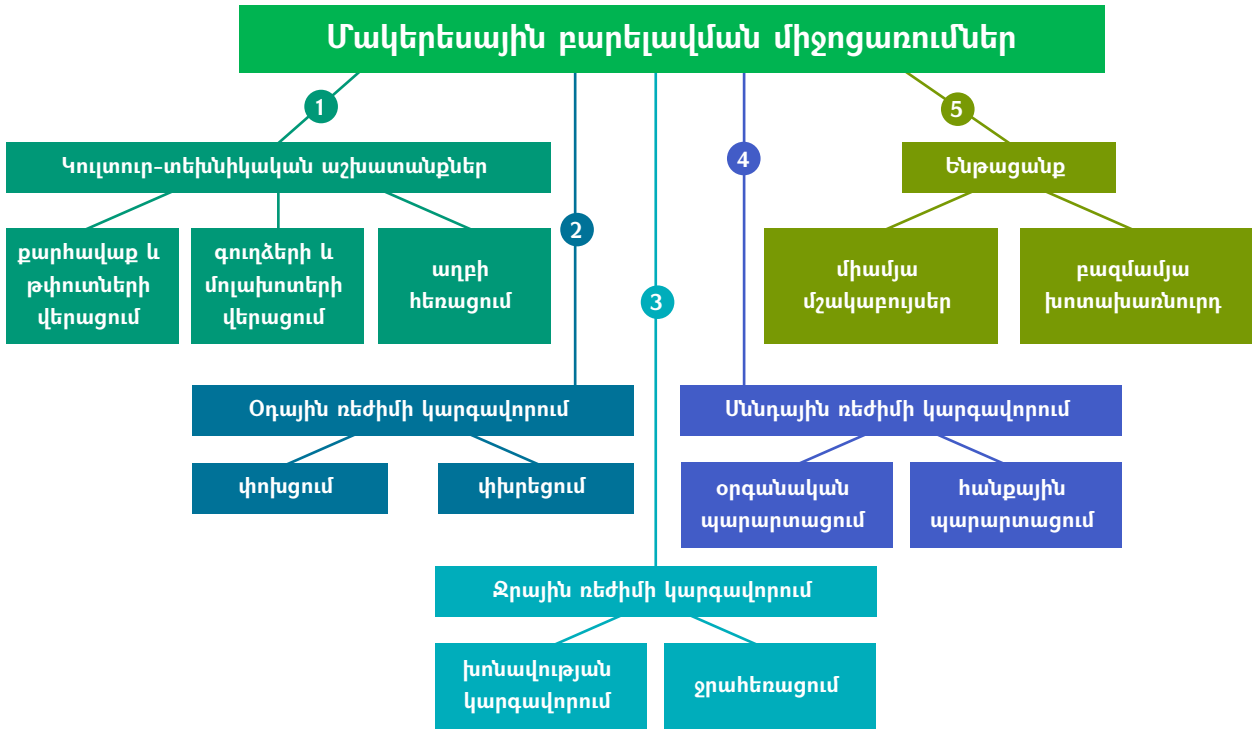 Մակերեսային բարելավման միջոցառումներ
1
Կուլտուր-տեխնիկական աշխատանքներ
քարհավաք և
թփուտների
վերացում
գուղձերի և
մոլախոտերի
վերացում
աղբի
հեռացում
2
Օդային ռեժիմի կարգավորում
փոխցում
փխրեցում
3
Ջրային ռեժիմի կարգավորում
խոնավության
կարգավորում
ջրահեռացում
4
Սննդային ռեժիմի կարգավորում
օրգանական
պարարտացում
հանքային
պարարտացում
5
Ենթացանք
միամյա
մշակաբույսեր
բազմամյա
խոտախառնուրդ